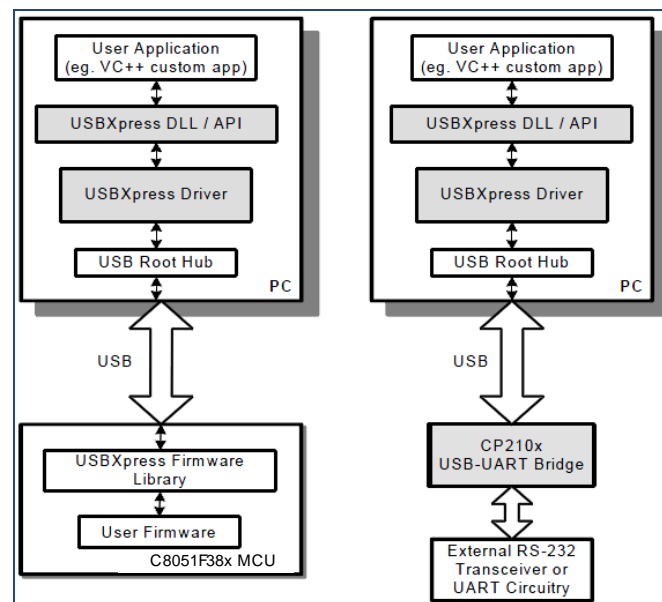 User Application
(eg. VC++ custom app)
USBXpress DLL / API
USBXpress Driver
USB Root Hub
PC
USB
USBXpress Firmware
Library
User Firmware
C8051F38x MCU
User Application
(eg. VC++ custom app)
USBXpress DLL / API
USBXpress Driver
USB Root Hub
PC
USB
CP210x
USB-UART Bridge
External RS-232
Transceiver or
UART Circuitry